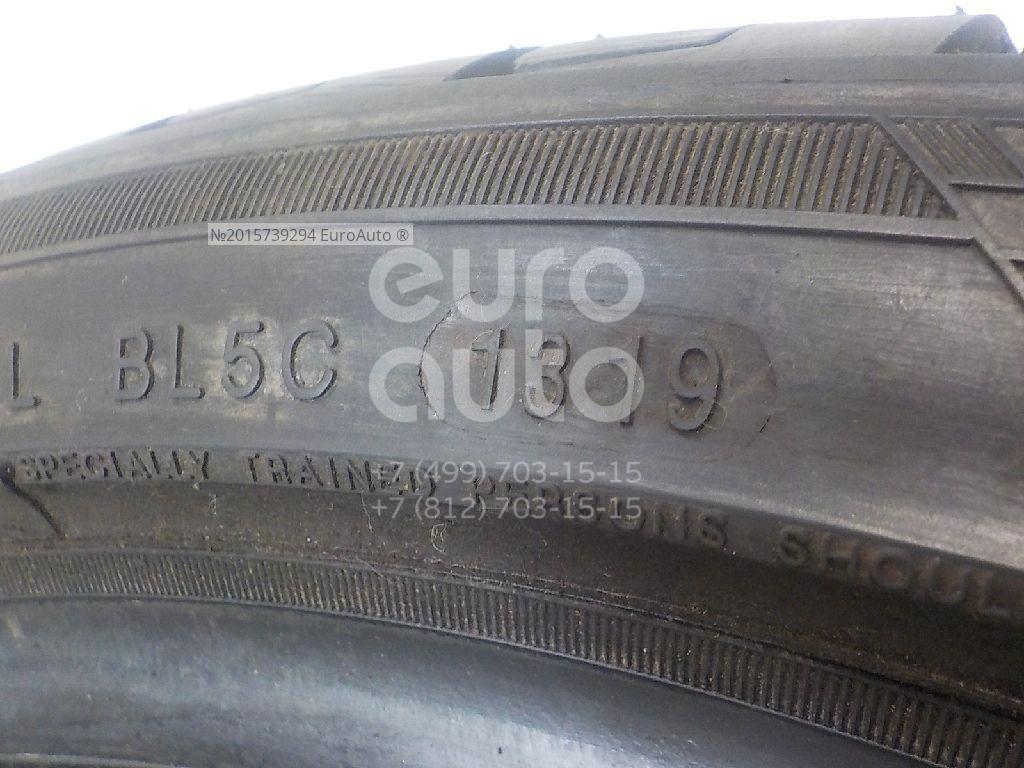 №2015739294 EuroAuto ®
euro
auto
L BL5C 1319
+7 (499) 703-15-15
+7 (812) 703-15-15
SPECIALLY TRAINED PERSONS SHOUL